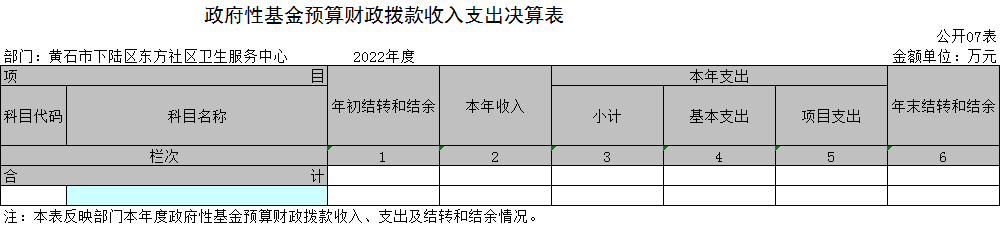 政府性基金预算财政拨款收入支出决算表
公开07表
部门：黄石市下陆区东方社区卫生服务中心 2022年度 金额单位：万元
项 目 年初结转和结余 本年收入 本年支出 年末结转和结余
科目代码 科目名称 小计 基本支出 项目支出
栏次 1 2 3 4 5 6
合 计
注：本表反映部门本年度政府性基金预算财政拨款收入、支出及结转和结余情况。